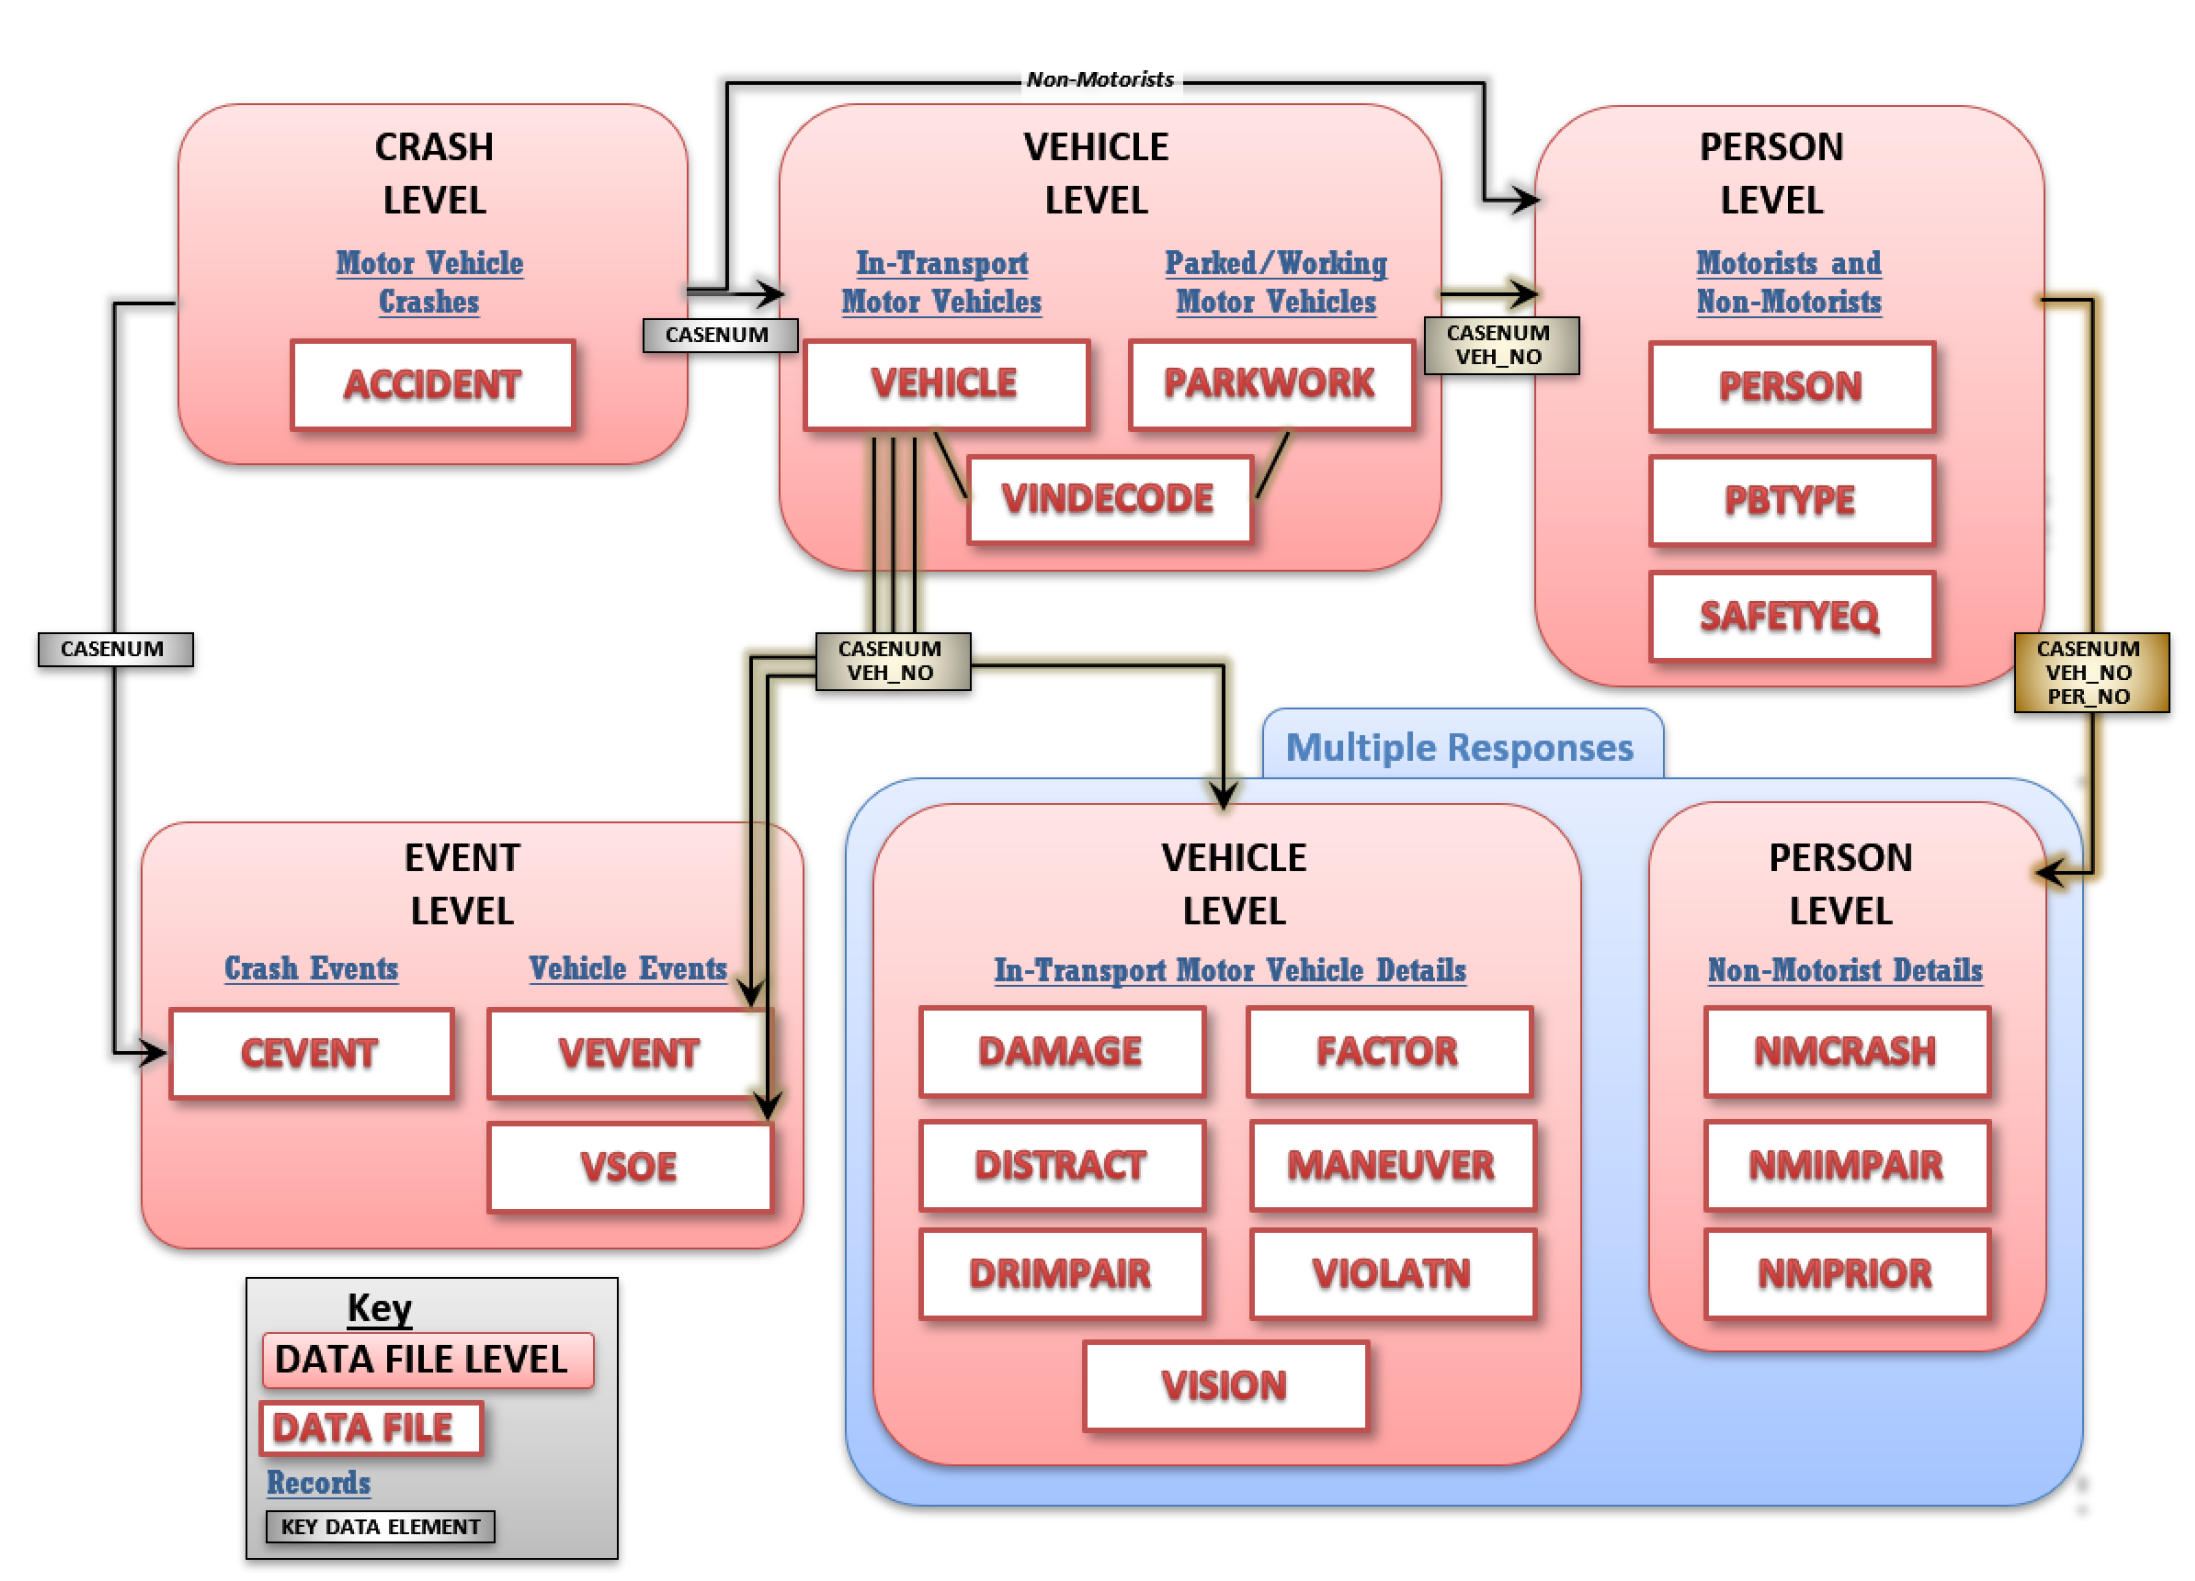 Non-Motorists
CRASH
LEVEL
Motor Vehicle
Crashes
ACCIDENT
CASENUM
VEHICLE
LEVEL
In-Transport
Motor Vehicles
Parked/Working
Motor Vehicles
VEHICLE
PARKWORK
VINDECODE
CASENUM
VEH_NO
PERSON
LEVEL
Motorists and
Non-Motorists
PERSON
PBTYPE
SAFETYEQ
CASENUM
CASENUM
VEH_NO
CASENUM
VEH_NO
PER_NO
Multiple Responses
EVENT
LEVEL
Crash Events
Vehicle Events
CEVENT
VEVENT
VSOE
VEHICLE
LEVEL
In-Transport Motor Vehicle Details
DAMAGE
FACTOR
DISTRACT
MANEUVER
DRIMPAIR
VIOLATN
VISION
PERSON
LEVEL
Non-Motorist Details
NMCRASH
NMIMPAIR
NMPRIOR
Key
DATA FILE LEVEL
DATA FILE
Records
KEY DATA ELEMENT